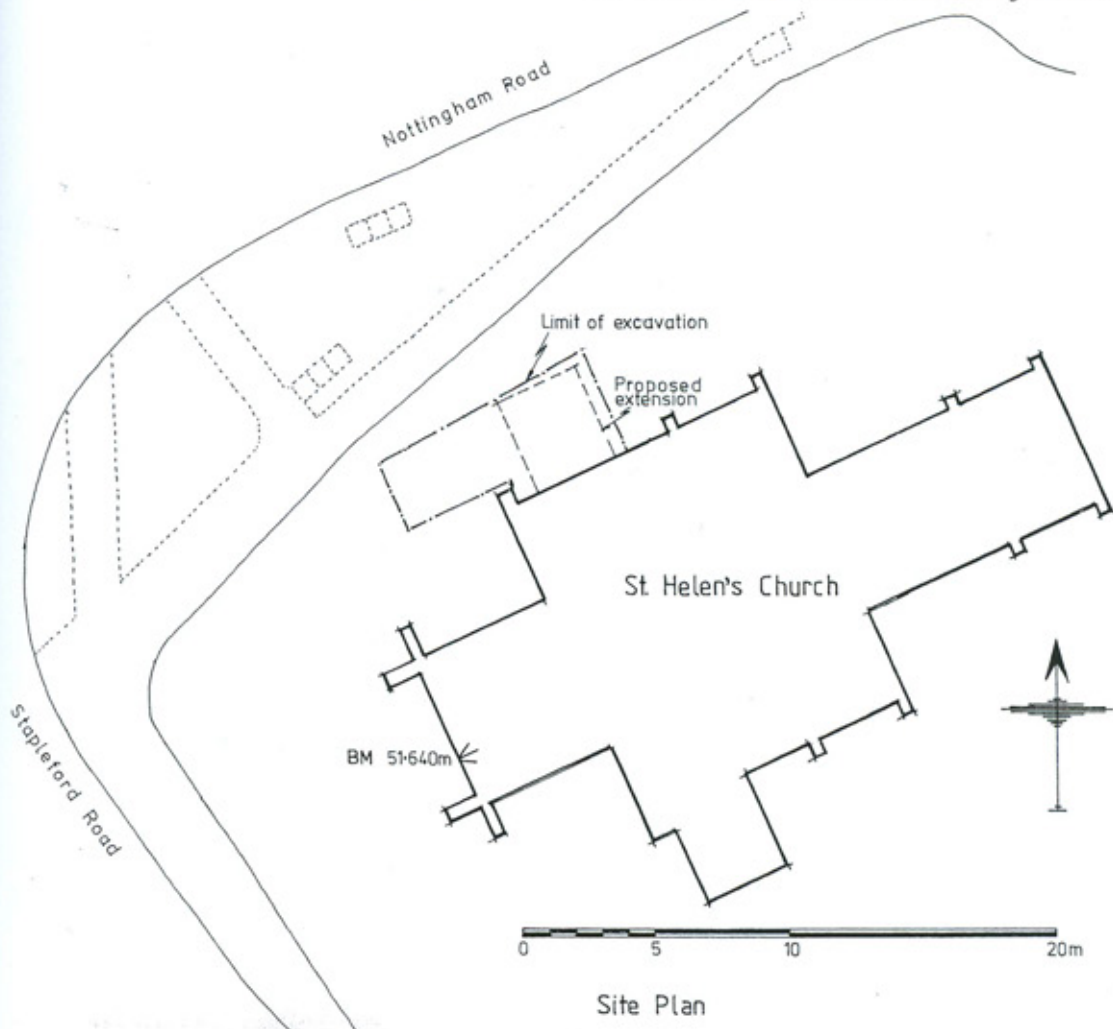 Nottingham Road
Limit of excavation
Proposed
extension
St. Helen's Church
BM 51·640m
Stapleford Road
0 5 10 20m
Site Plan